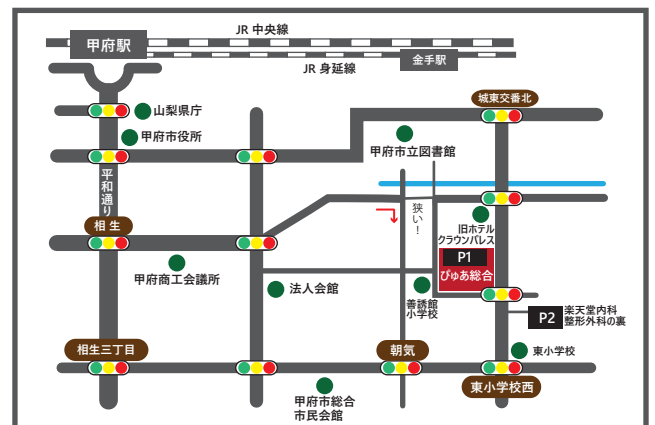 JR 中央線
甲府駅
金手駅
JR 身延線
城東交番北
山梨県庁
甲府市役所
甲府市立図書館
平和通り
狭い！
相生
旧ホテル
クラウンパレス
P1
ぴゅあ総合
甲府商工会議所
法人会館
善誘館
小学校
P2
楽天堂内科
整形外科の裏
相生三丁目
朝気
東小学校
東小学校西
甲府市総合
市民会館